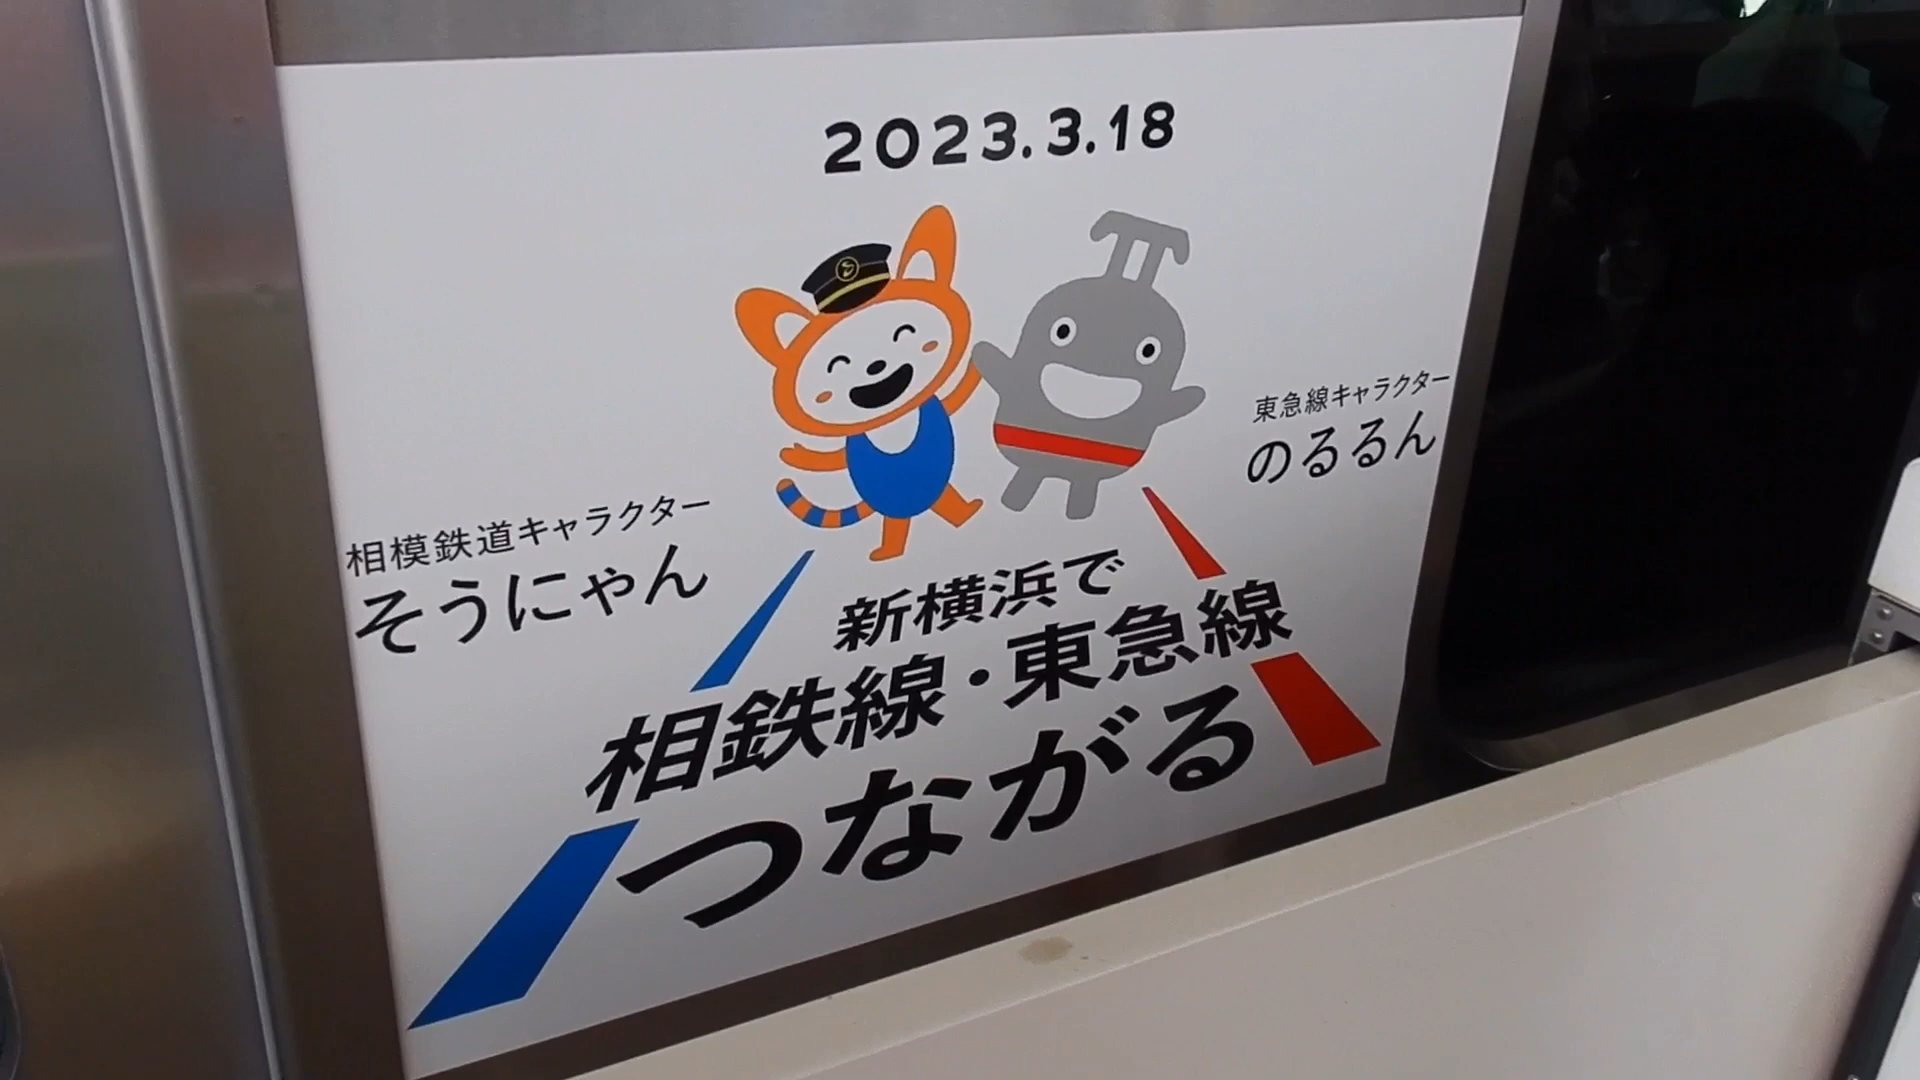 2023.3.18
東急線キャラクター
のるるん
相模鉄道キャラクター
そうにゃん
新横浜で
相鉄線・東急線
つながる